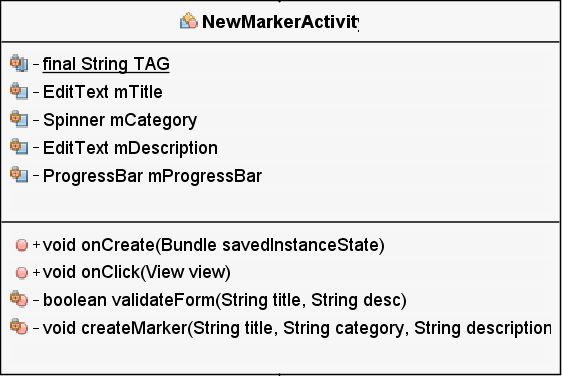 NewMarkerActivity
- final String TAG
- EditText mTitle
- Spinner mCategory
- EditText mDescription
- ProgressBar mProgressBar
+ void onCreate(Bundle savedInstanceState)
+ void onClick(View view)
- boolean validateForm(String title, String desc)
- void createMarker(String title, String category, String description